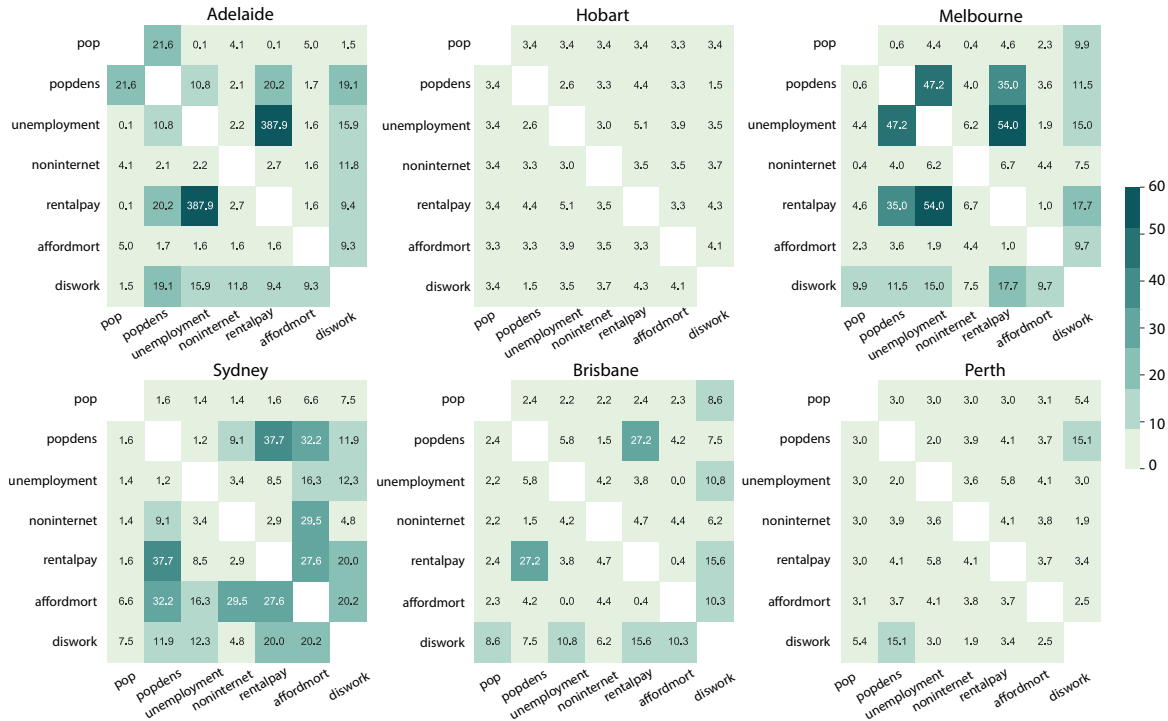 Adelaide Hobart Melbourne
pop 21.6 0.1 4.1 0.1 5.0 1.5 3.4 3.4 3.4 3.4 3.3 3.4 pop 0.6 4.4 0.4 4.6 2.3 9.9
popdens 21.6 10.8 2.1 20.2 1.7 19.1 3.4 2.6 3.3 4.4 3.3 1.5 popdens 0.6 47.2 4.0 35.0 3.6 11.5
unemployment 0.1 10.8 2.2 387.9 1.6 15.9 3.4 2.6 3.0 5.1 3.9 3.5 unemployment 4.4 47.2 6.2 54.0 1.9 15.0
noninternet 4.1 2.1 2.2 2.7 1.6 11.8 3.4 3.3 3.0 3.5 3.5 3.7 noninternet 0.4 4.0 6.2 6.7 4.4 7.5
rentalpay 0.1 20.2 387.9 2.7 1.6 9.4 3.4 4.4 5.1 3.5 3.3 4.3 rentalpay 4.6 35.0 54.0 6.7 1.0 17.7
affordmort 5.0 1.7 1.6 1.6 1.6 9.3 3.3 3.3 3.9 3.5 3.3 4.1 affordmort 2.3 3.6 1.9 4.4 1.0 9.7
diswork 1.5 19.1 15.9 11.8 9.4 9.3 3.4 1.5 3.5 3.7 4.3 4.1 diswork 9.9 11.5 15.0 7.5 17.7 9.7
pop popdens unemployment noninternet rentalpay affordmort diswork pop popdens unemployment noninternet rentalpay affordmort diswork pop popdens unemployment noninternet rentalpay affordmort diswork
60
50
40
30
20
10
0
Sydney Brisbane Perth
pop 1.6 1.4 1.4 1.6 6.6 7.5 pop 2.4 2.2 2.2 2.4 2.3 8.6 pop 3.0 3.0 3.0 3.0 3.1 5.4
popdens 1.6 1.2 9.1 37.7 32.2 11.9 popdens 2.4 5.8 1.5 27.2 4.2 7.5 popdens 3.0 2.0 3.9 4.1 3.7 15.1
unemployment 1.4 1.2 3.4 8.5 16.3 12.3 unemployment 2.2 5.8 4.2 3.8 0.0 10.8 unemployment 3.0 2.0 3.6 5.8 4.1 3.0
noninternet 1.4 9.1 3.4 2.9 29.5 4.8 noninternet 2.2 1.5 4.2 4.7 4.4 6.2 noninternet 3.0 3.9 3.6 4.1 3.8 1.9
rentalpay 1.6 37.7 8.5 2.9 27.6 20.0 rentalpay 2.4 27.2 3.8 4.7 0.4 15.6 rentalpay 3.0 4.1 5.8 4.1 3.7 3.4
affordmort 6.6 32.2 16.3 29.5 27.6 20.2 affordmort 2.3 4.2 0.0 4.4 0.4 10.3 affordmort 3.1 3.7 4.1 3.8 3.7 2.5
diswork 7.5 11.9 12.3 4.8 20.0 20.2 diswork 8.6 7.5 10.8 6.2 15.6 10.3 diswork 5.4 15.1 3.0 1.9 3.4 2.5
pop popdens unemployment noninternet rentalpay affordmort diswork pop popdens unemployment noninternet rentalpay affordmort diswork pop popdens unemployment noninternet rentalpay affordmort diswork